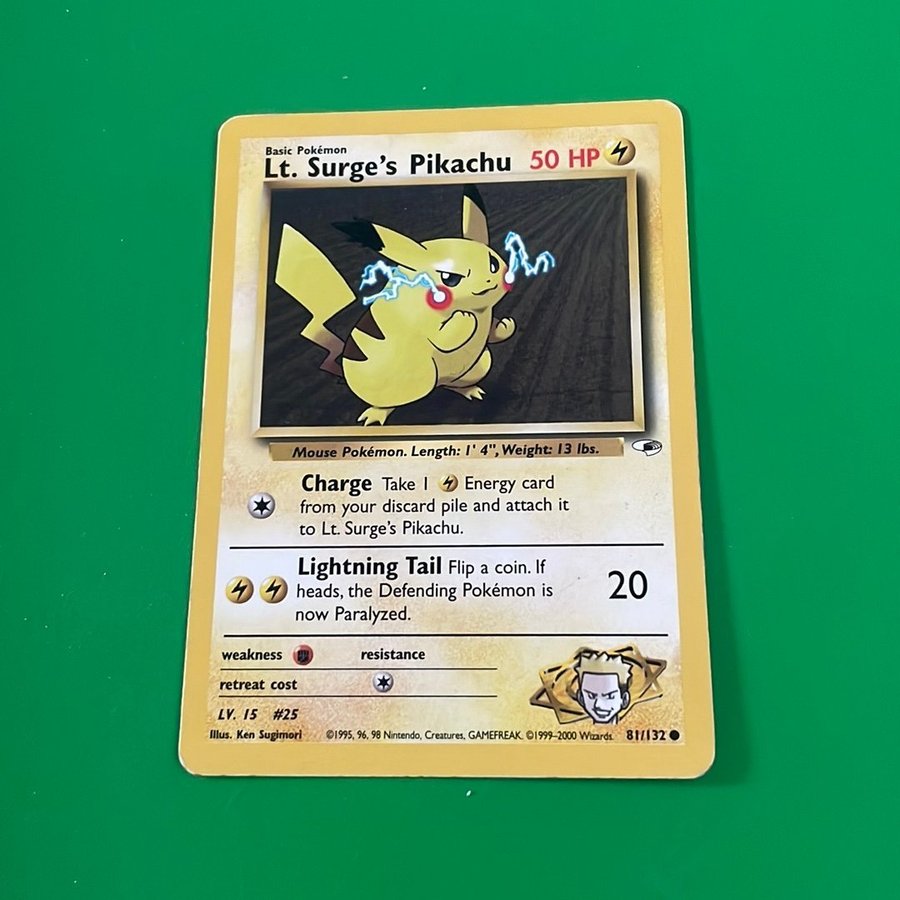 Basic Pokémon
Lt. Surge's Pikachu 50 HP
Mouse Pokémon. Length: 1' 4", Weight: 13 lbs.
Charge Take 1 Energy card
from your discard pile and attach it
to Lt. Surge's Pikachu.
Lightning Tail Flip a coin. If
heads, the Defending Pokémon is
now Paralyzed.
20
weakness resistance
retreat cost
LV. 15 #25
Illus. Ken Sugimori ©1995, 96, 98 Nintendo, Creatures, GAMEFREAK. ©1999–2000 Wizards. 81/132